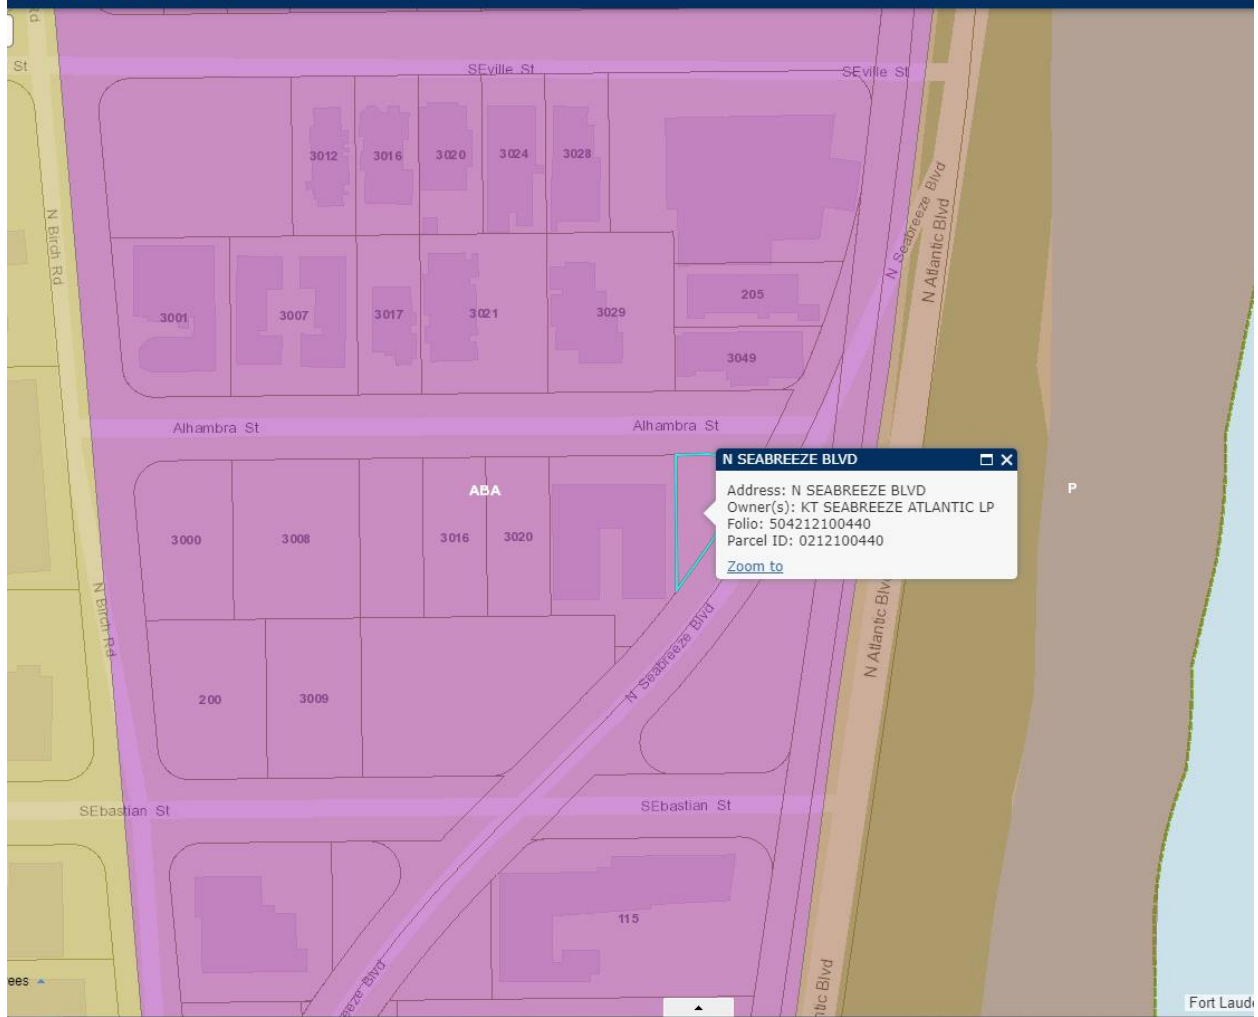 Rd
St
SEville St
SEville St
3012
3016
3020
3024
3028
N Birch Rd
N Seabreeze Blvd
N Atlantic Blvd
3001
3007
3017
3021
3029
205
3049
Alhambra St
Alhambra St
ABA
P
N SEABREEZE BLVD
Address: N SEABREEZE BLVD
Owner(s): KT SEABREEZE ATLANTIC LP
Folio: 504212100440
Parcel ID: 0212100440
Zoom to
3000
3008
3016
3020
N Birch Rd
N Seabreeze Blvd
N Atlantic Blvd
200
3009
SEbastian St
SEbastian St
115
ees
eeze Blvd
ntic Blvd
Fort Laude